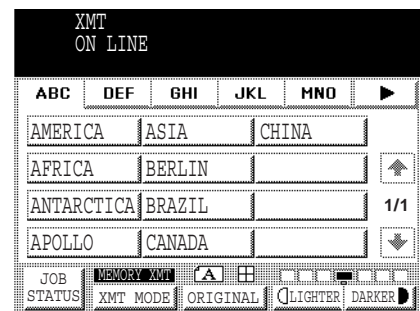 XMT
ON LINE
ABC DEF GHI JKL MNO
AMERICA ASIA CHINA
AFRICA BERLIN
ANTARCTICA BRAZIL 1/1
APOLLO CANADA
JOB STATUS MEMORY XMT A
XMT MODE ORIGINAL LIGHTER DARKER